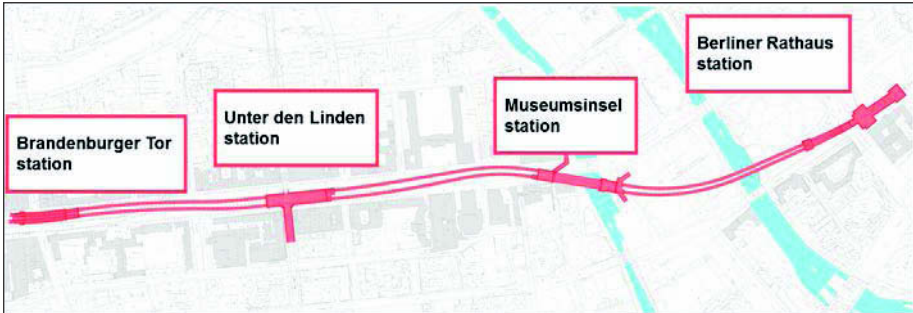 Brandenburger Tor
station
Unter den Linden
station
Museumsinsel
station
Berliner Rathaus
station